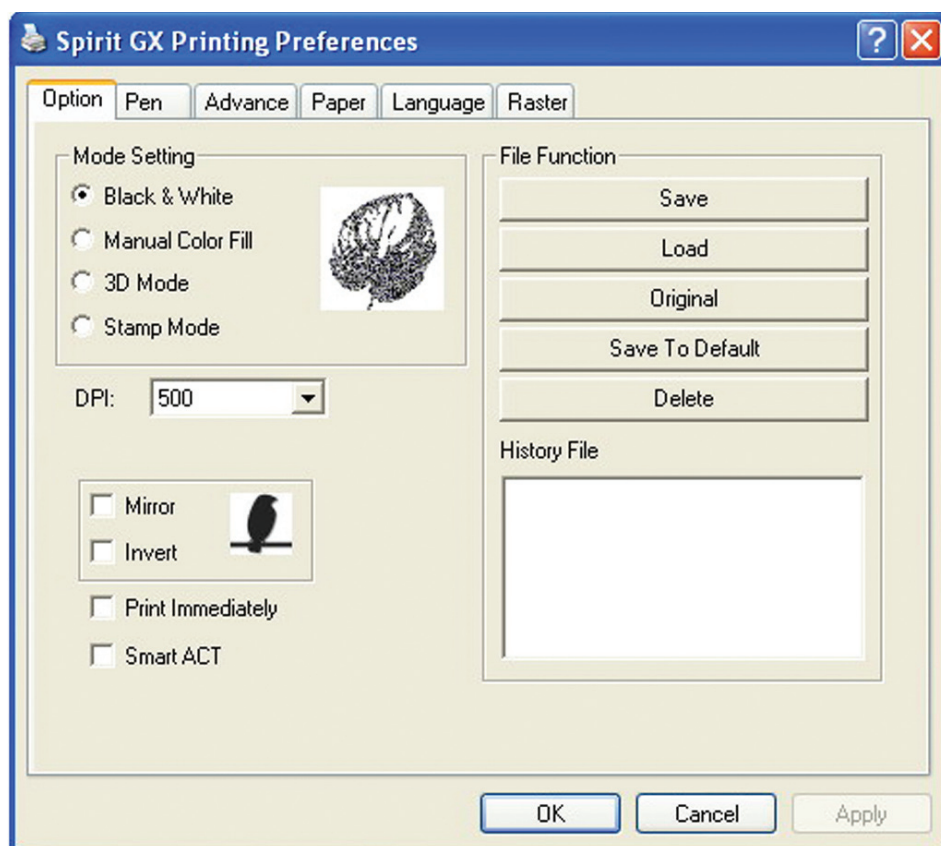 Spirit GX Printing Preferences
Option Pen Advance Paper Language Raster
Mode Setting
Black & White
Manual Color Fill
3D Mode
Stamp Mode
DPI: 500
Mirror
Invert
Print Immediately
Smart ACT
File Function
Save
Load
Original
Save To Default
Delete
History File
OK Cancel Apply